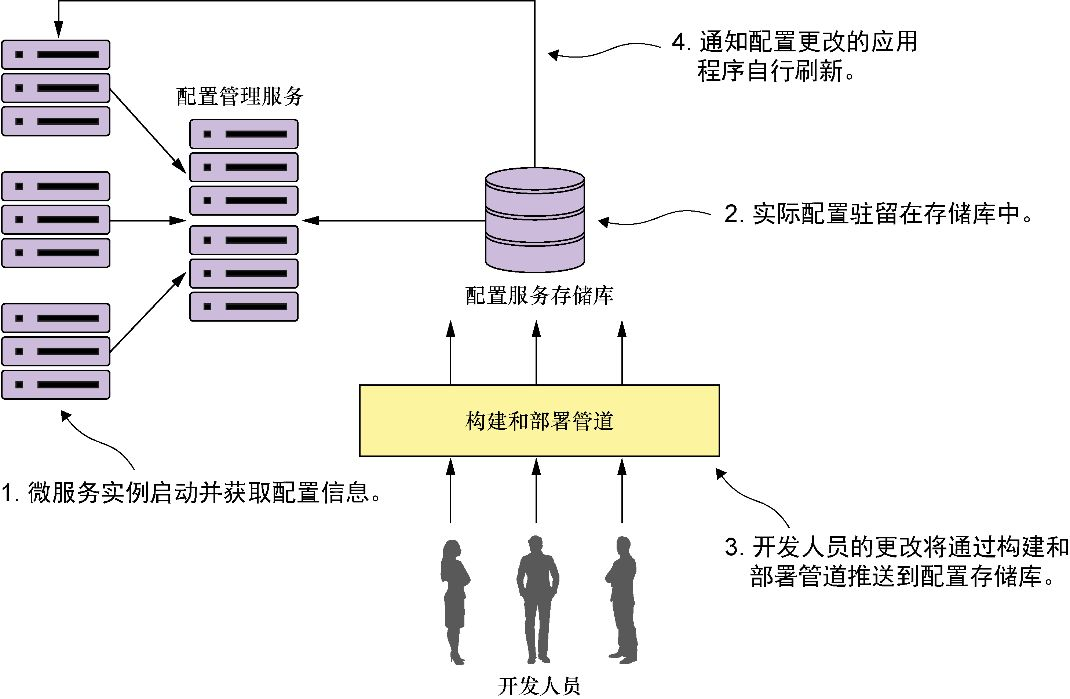 4. 通知配置更改的应用
程序自行刷新。
配置管理服务
2. 实际配置驻留在存储库中。
配置服务存储库
构建和部署管道
1. 微服务实例启动并获取配置信息。
3. 开发人员的更改将通过构建和
部署管道推送到配置存储库。
开发人员